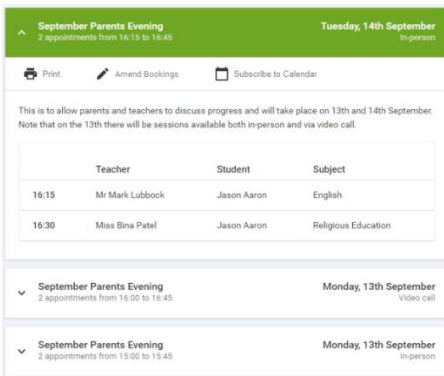 September Parents Evening Tuesday, 14th September
2 appointments from 16:15 to 16:45 In-person
Print Amend Bookings Subscribe to Calendar
This is to allow parents and teachers to discuss progress and will take place on 13th and 14th September.
Note that on the 13th there will be sessions available both in-person and via video call.
Teacher Student Subject
16:15 Mr Mark Lubbock Jason Aaron English
16:30 Miss Bina Patel Jason Aaron Religious Education
September Parents Evening Monday, 13th September
2 appointments from 16:00 to 16:45 Video call
September Parents Evening Monday, 13th September
2 appointments from 15:00 to 15:45 In-person